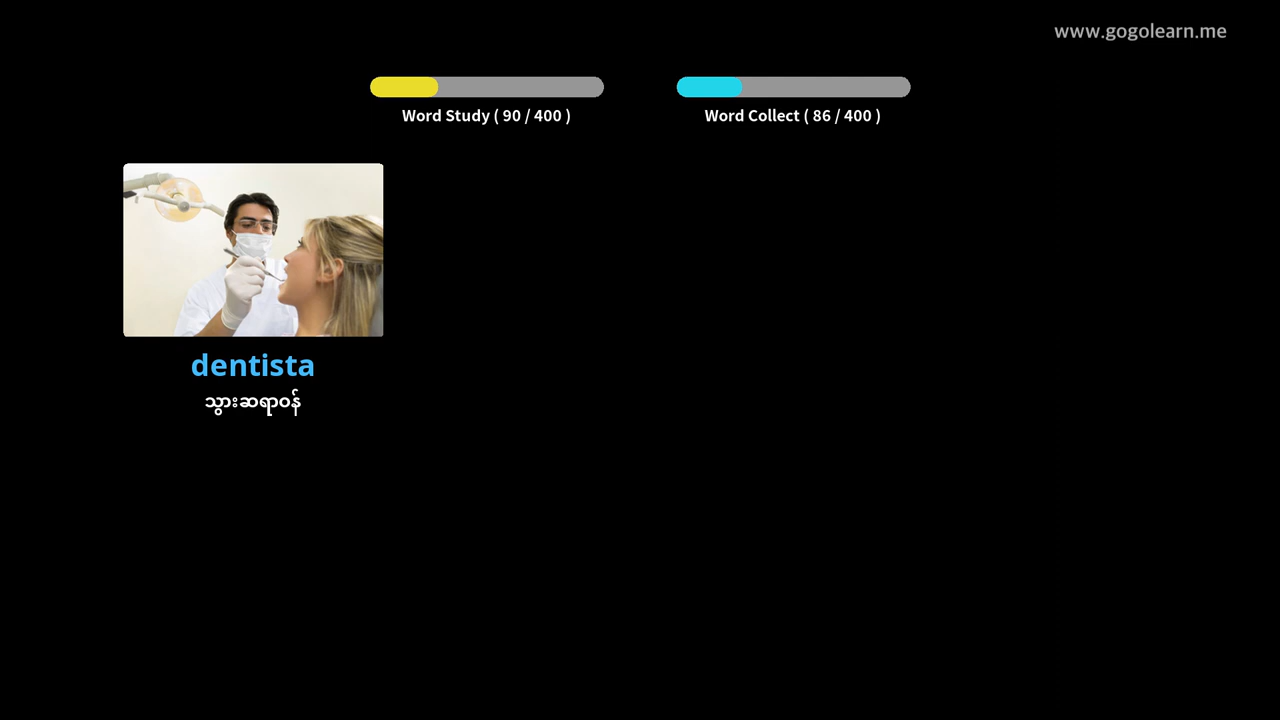 www.gogolearn.me
Word Study ( 90 / 400 )
Word Collect ( 86 / 400 )
dentista
သွားဆရာဝန်